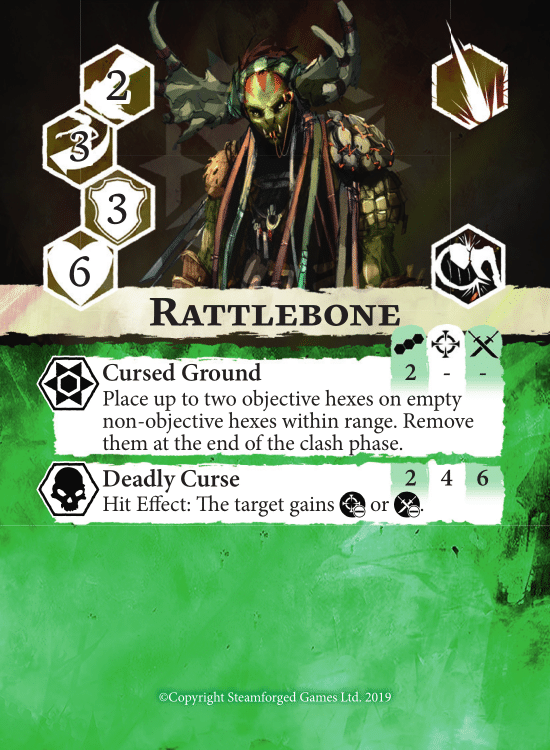 2
3
3
6
RATTLEBONE
Cursed Ground 2 - -
Place up to two objective hexes on empty
non-objective hexes within range. Remove
them at the end of the clash phase.
Deadly Curse 2 4 6
Hit Effect: The target gains or .
©Copyright Steamforged Games Ltd. 2019